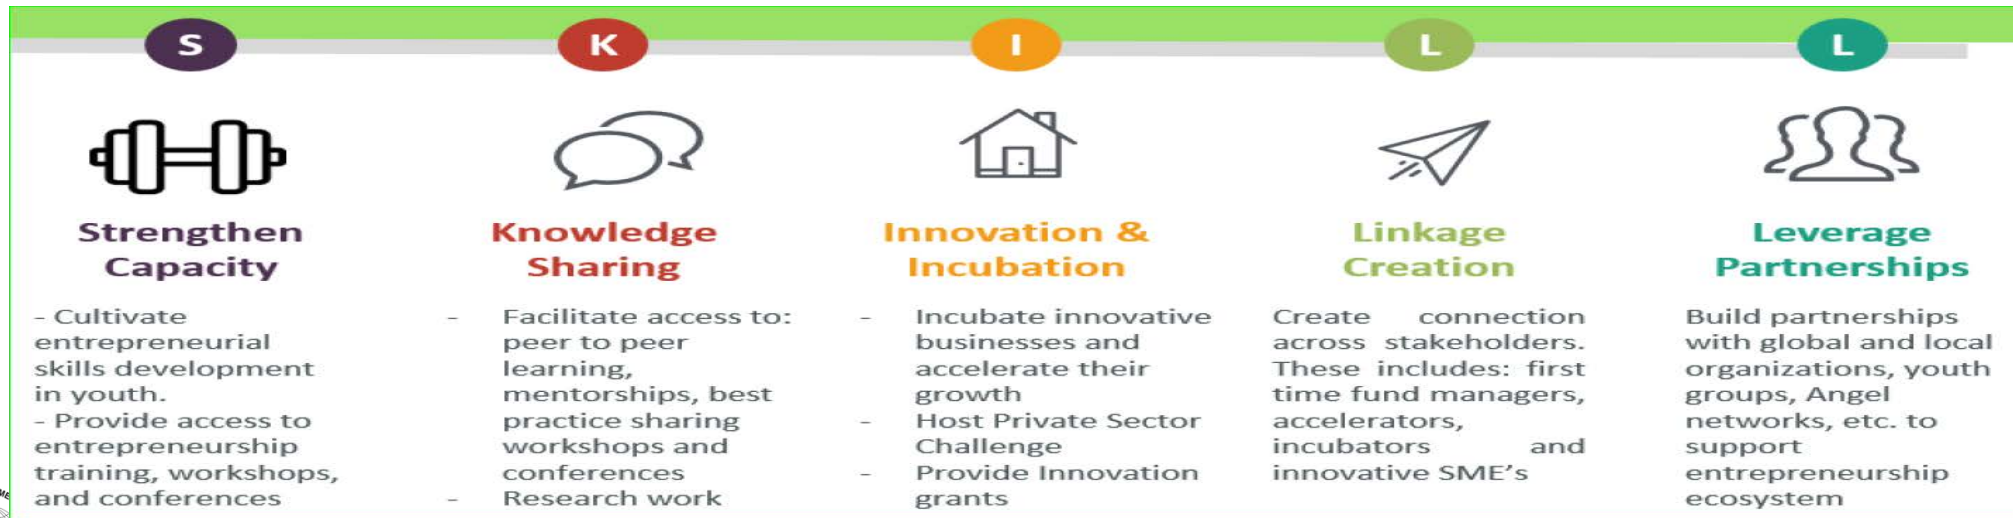 S
K
I
L
L
Strengthen
Capacity
- Cultivate
entrepreneurial
skills development
in youth.
- Provide access to
entrepreneurship
training, workshops,
and conferences
Knowledge
Sharing
- Facilitate access to:
peer to peer
learning,
mentorships, best
practice sharing
workshops and
conferences
- Research work
Innovation &
Incubation
- Incubate innovative
businesses and
accelerate their
growth
- Host Private Sector
Challenge
- Provide Innovation
grants
Linkage
Creation
Create connection
across stakeholders.
These includes: first
time fund managers,
accelerators,
incubators and
innovative SME’s
Leverage
Partnerships
Build partnerships
with global and local
organizations, youth
groups, Angel
networks, etc. to
support
entrepreneurship
ecosystem